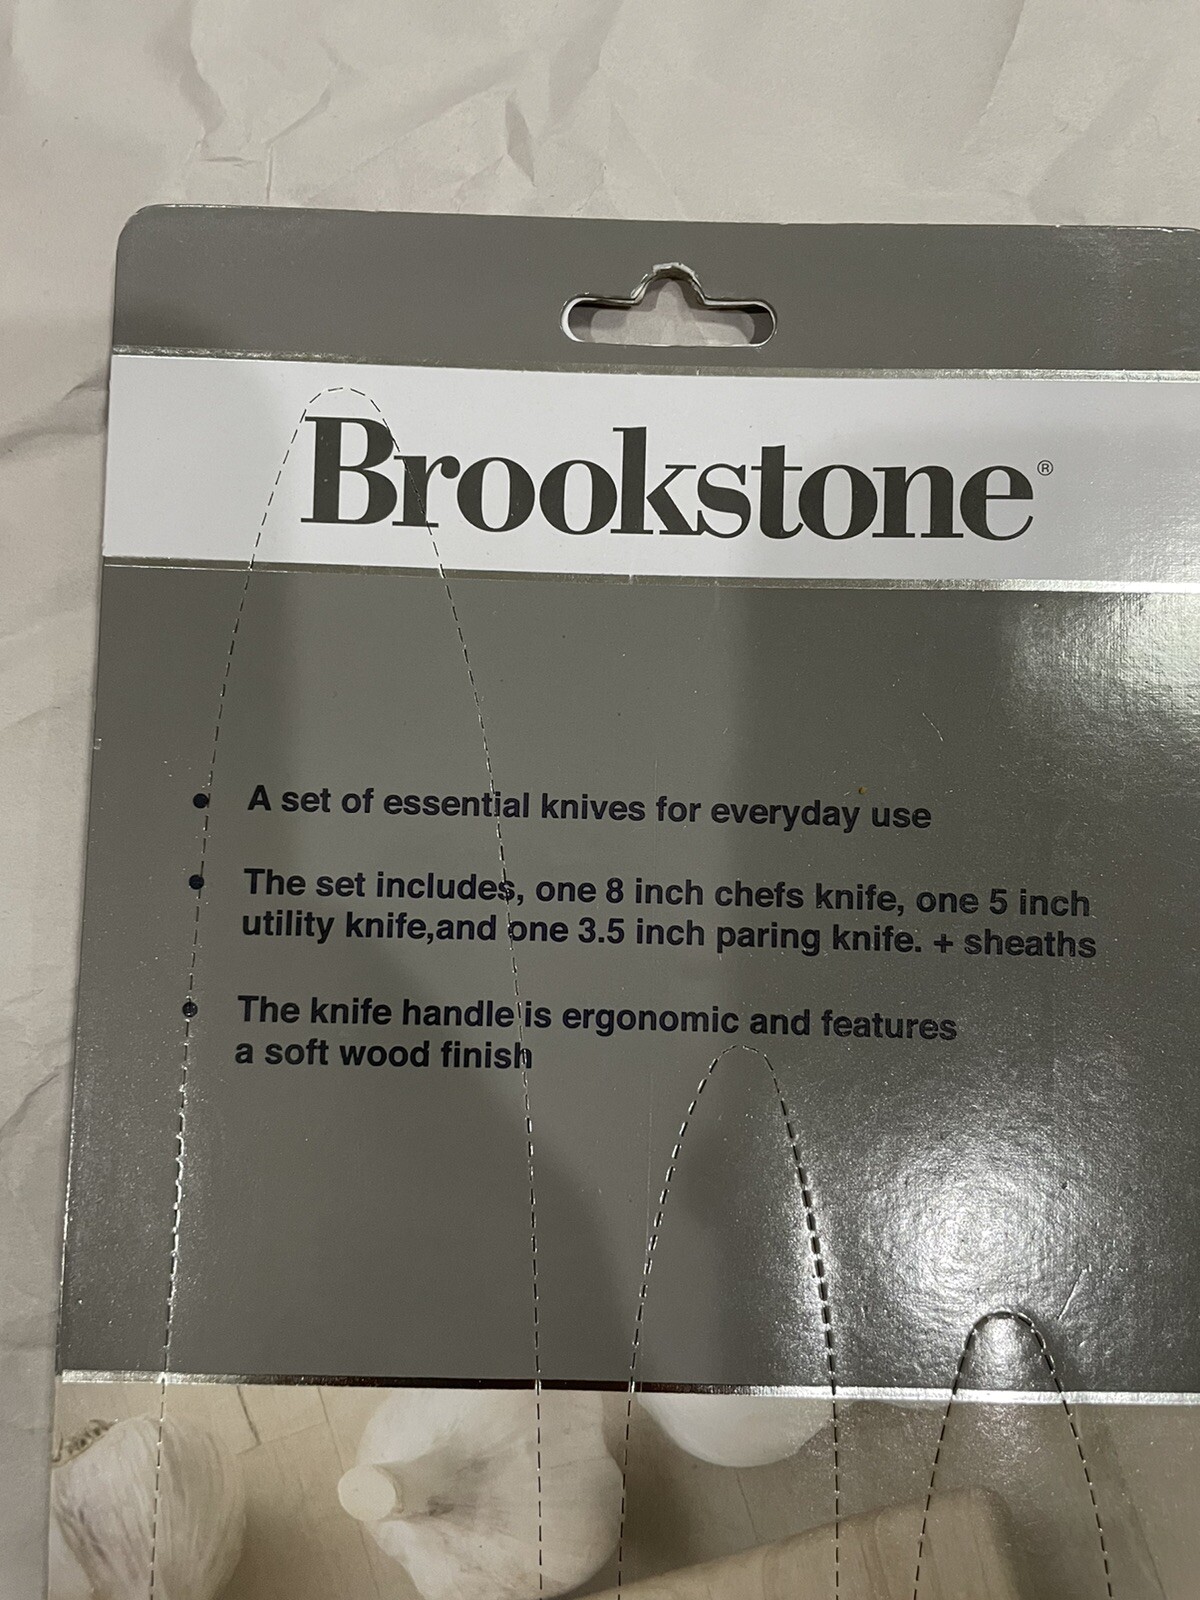 Brookstone®
• A set of essential knives for everyday use
• The set includes, one 8 inch chefs knife, one 5 inch
utility knife,and one 3.5 inch paring knife. + sheaths
• The knife handle is ergonomic and features
a soft wood finish